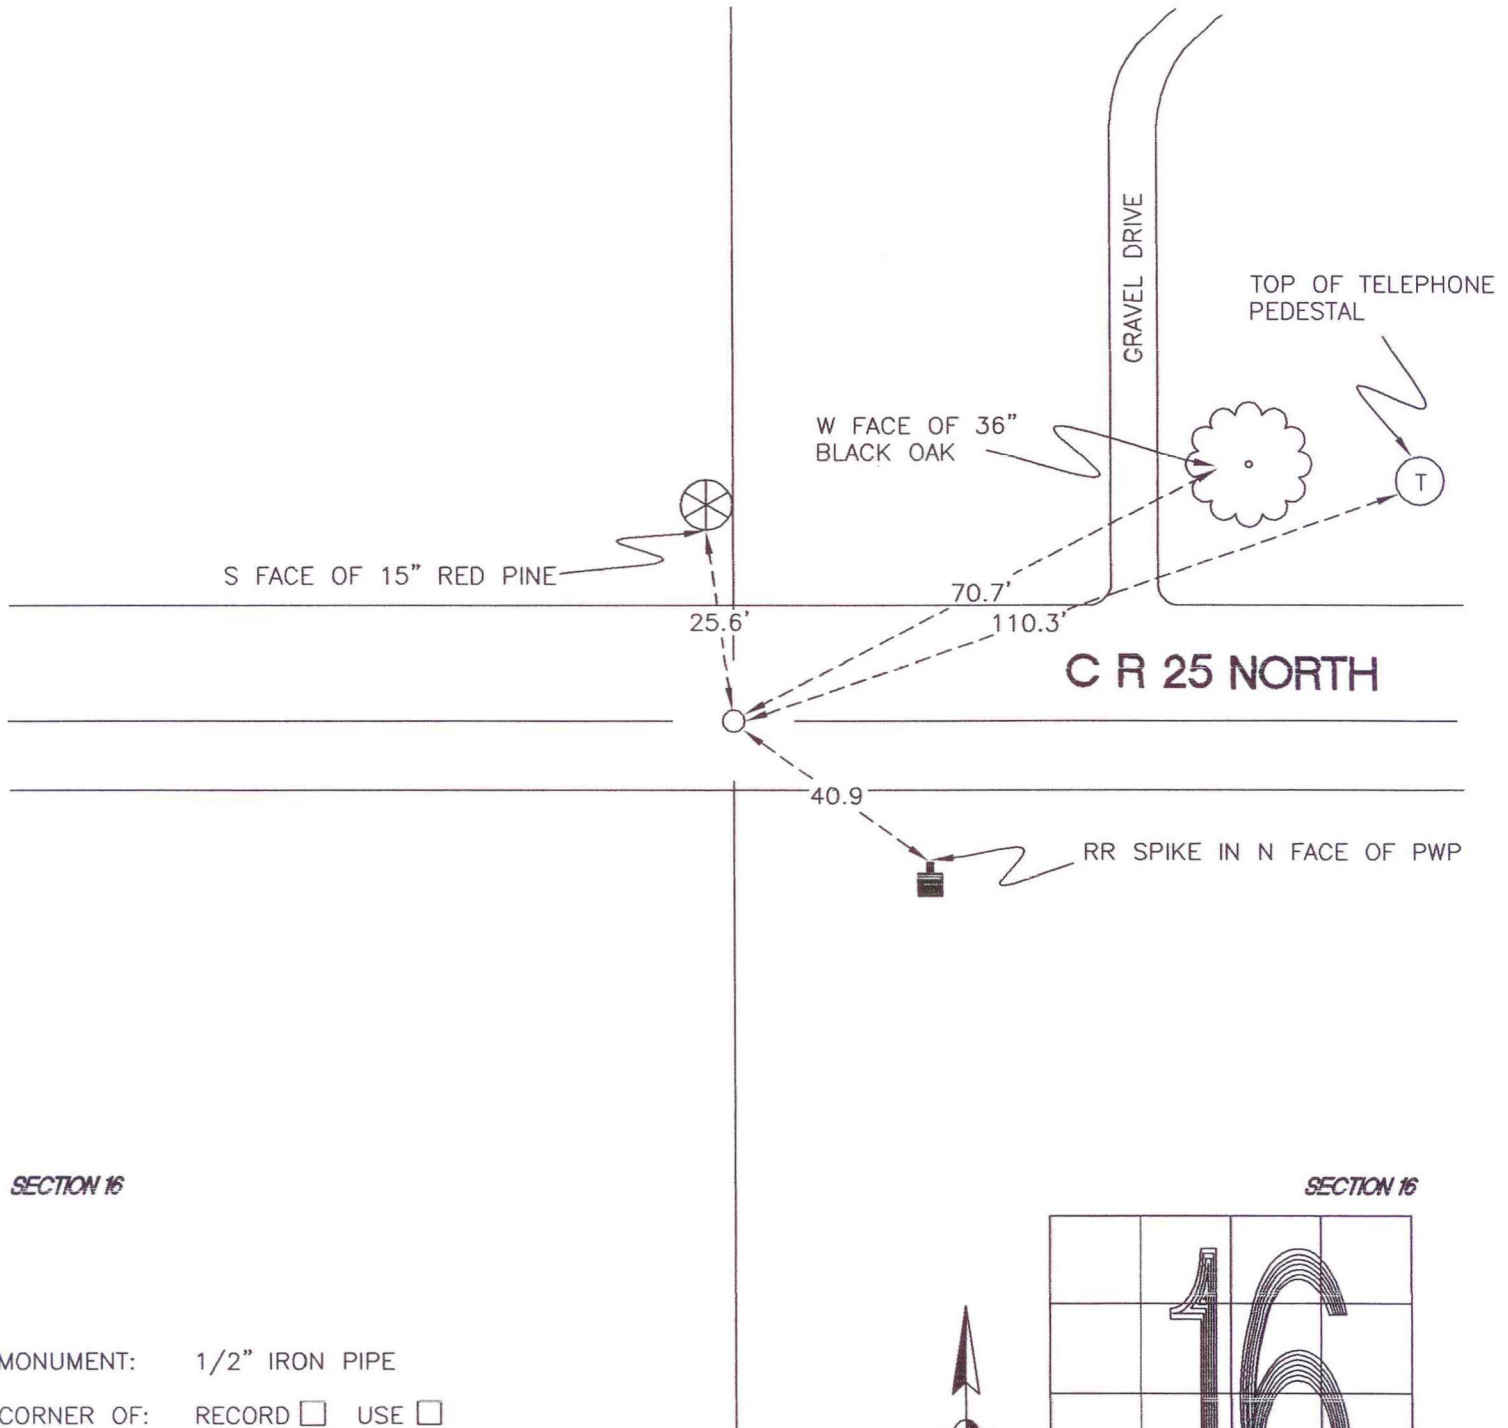 GRAVEL DRIVE
TOP OF TELEPHONE
PEDESTAL
W FACE OF 36"
BLACK OAK
T
S FACE OF 15" RED PINE
70.7'
25.6'
110.3'
C R 25 NORTH
40.9
RR SPIKE IN N FACE OF PWP
SECTION 16
SECTION 16
16
MONUMENT: 1/2" IRON PIPE
CORNER OF: RECORD USE